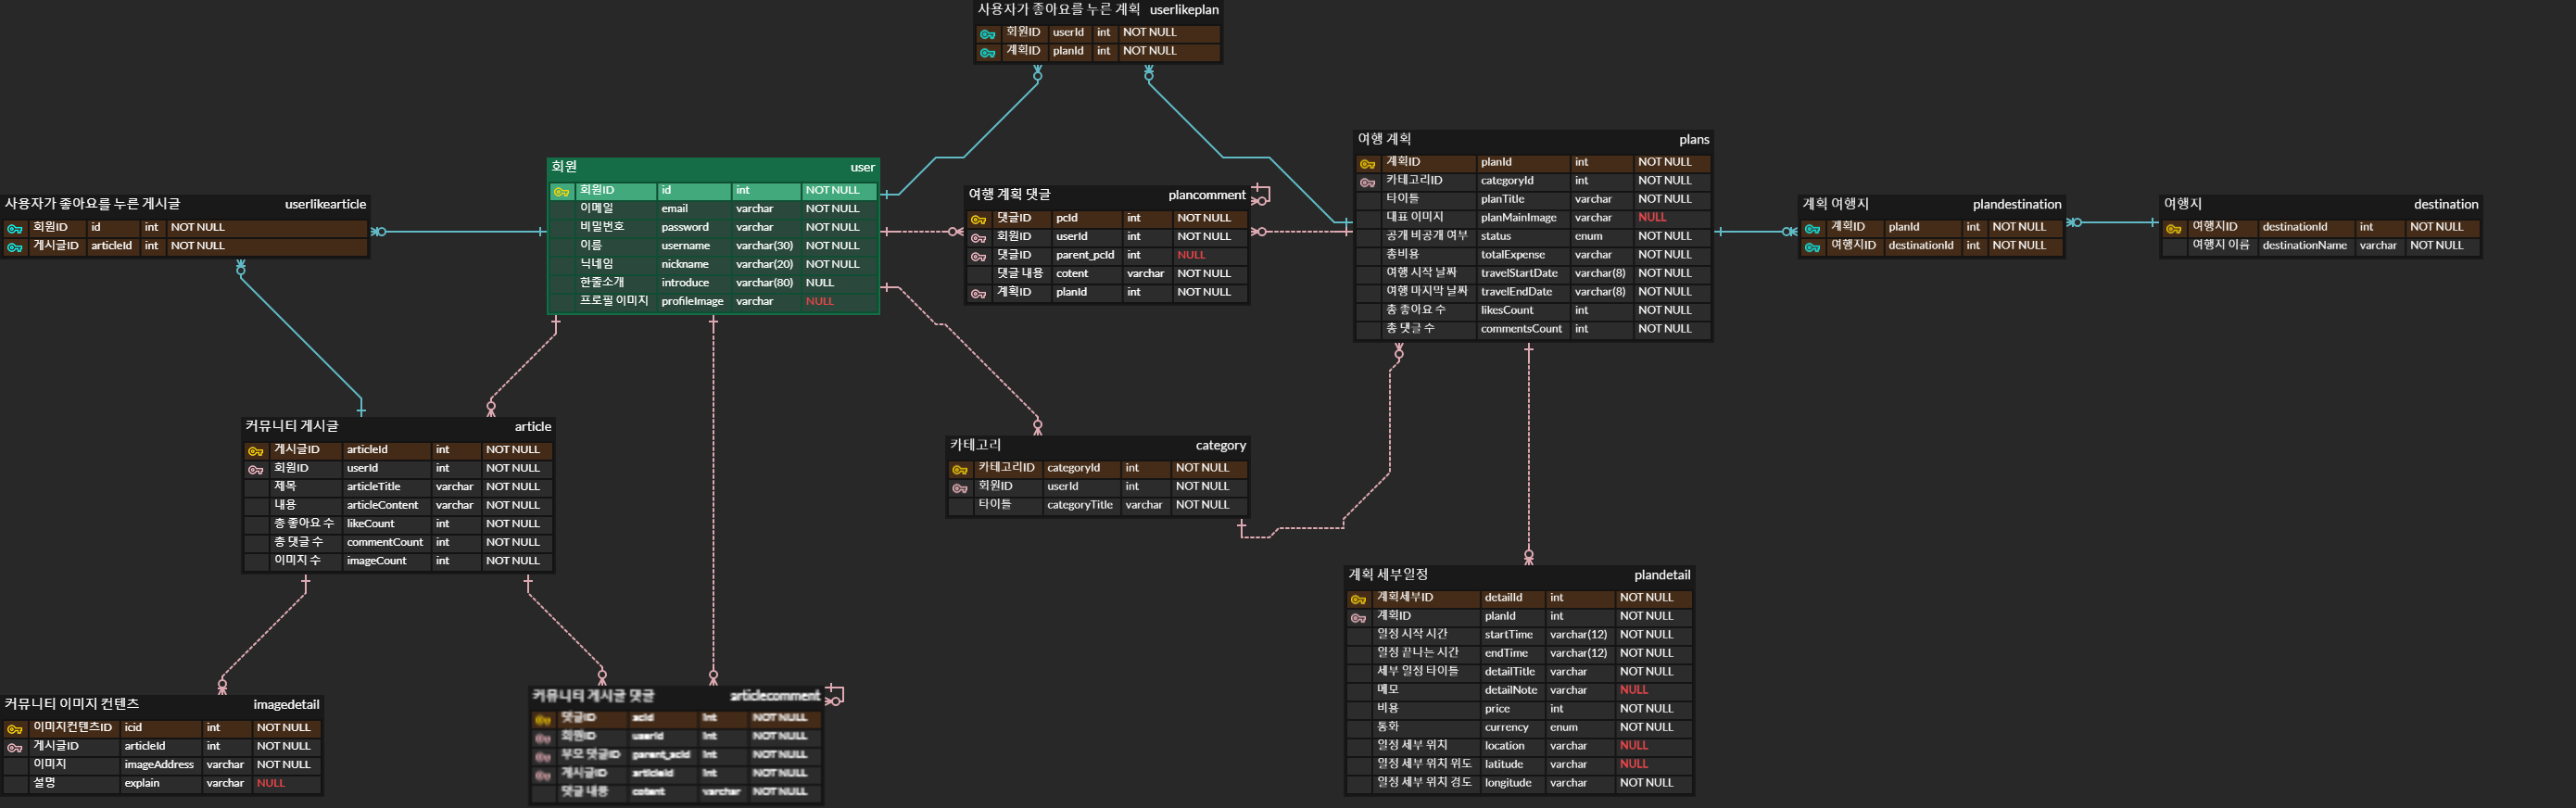 사용자가 좋아요를 누른 계획 userlikeplan
회원ID userId int NOT NULL
계획ID planId int NOT NULL
여행 계획 plans
계획ID planId int NOT NULL
카테고리ID categoryId int NOT NULL
타이틀 planTitle varchar NOT NULL
대표 이미지 planMainImage varchar NULL
공개 비공개 여부 status enum NOT NULL
총비용 totalExpense varchar NOT NULL
여행 시작 날짜 travelStartDate varchar(8) NOT NULL
여행 마지막 날짜 travelEndDate varchar(8) NOT NULL
총 좋아요 수 likesCount int NOT NULL
총 댓글 수 commentsCount int NOT NULL
회원 user
회원ID id int NOT NULL
이메일 email varchar NOT NULL
비밀번호 password varchar NOT NULL
이름 username varchar(30) NOT NULL
닉네임 nickname varchar(20) NOT NULL
한줄소개 introduce varchar(80) NULL
프로필 이미지 profileImage varchar NULL
여행 계획 댓글 plancomment
댓글ID pcId int NOT NULL
회원ID userId int NOT NULL
댓글ID parent_pcId int NULL
댓글 내용 cotent varchar NOT NULL
계획ID planId int NOT NULL
사용자가 좋아요를 누른 게시글 userlikearticle
회원ID id int NOT NULL
게시글ID articleId int NOT NULL
계획 여행지 plandestination
계획ID planId int NOT NULL
여행지ID destinationId int NOT NULL
여행지 destination
여행지ID destinationId int NOT NULL
여행지 이름 destinationName varchar NOT NULL
커뮤니티 게시글 article
게시글ID articleId int NOT NULL
회원ID userId int NOT NULL
제목 articleTitle varchar NOT NULL
내용 articleContent varchar NOT NULL
총 좋아요 수 likeCount int NOT NULL
총 댓글 수 commentCount int NOT NULL
이미지 수 imageCount int NOT NULL
카테고리 category
카테고리ID categoryId int NOT NULL
회원ID userId int NOT NULL
타이틀 categoryTitle varchar NOT NULL
계획 세부일정 plandetail
계획세부ID detailId int NOT NULL
계획ID planId int NOT NULL
일정 시작 시간 startTime varchar(12) NOT NULL
일정 끝나는 시간 endTime varchar(12) NOT NULL
세부 일정 타이틀 detailTitle varchar NOT NULL
메모 detailNote varchar NULL
비용 price int NOT NULL
통화 currency enum NOT NULL
일정 세부 위치 location varchar NULL
일정 세부 위치 위도 latitude varchar NULL
일정 세부 위치 경도 longitude varchar NOT NULL
커뮤니티 이미지 컨텐츠 imagedetail
이미지컨텐츠ID icid int NOT NULL
게시글ID articleId int NOT NULL
이미지 imageAddress varchar NOT NULL
설명 explain varchar NULL
커뮤니티 게시글 댓글 articlecomment
댓글ID acId int NOT NULL
회원ID userId int NOT NULL
부모 댓글ID parent_acId int NOT NULL
게시글ID articleId int NOT NULL
댓글 내용 cotent varchar NOT NULL